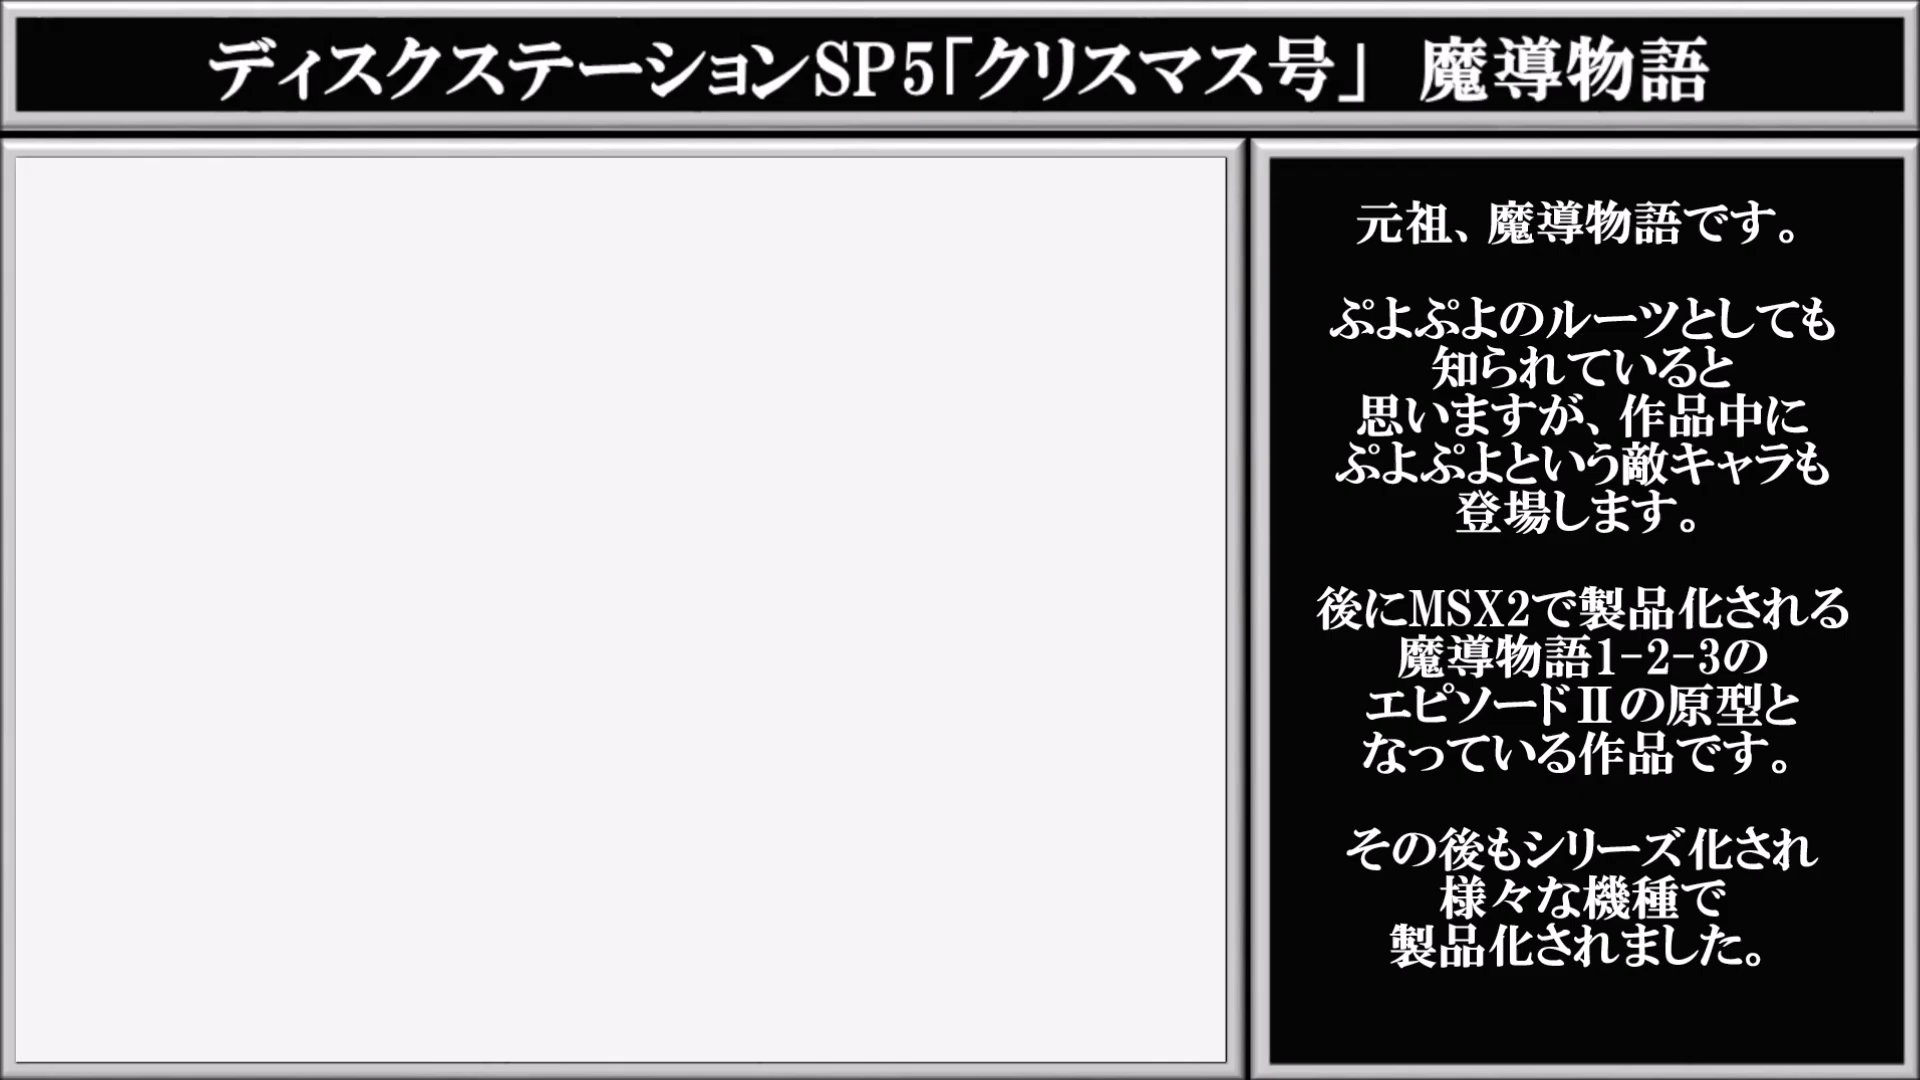 ディスクステーションSP5「クリスマス号」 魔導物語
元祖、魔導物語です。
ぷよぷよのルーツとしても
知られていると
思いますが、作品中に
ぷよぷよという敵キャラも
登場します。
後にMSX2で製品化される
魔導物語1-2-3の
エピソードⅡの原型と
なっている作品です。
その後もシリーズ化され
様々な機種で
製品化されました。